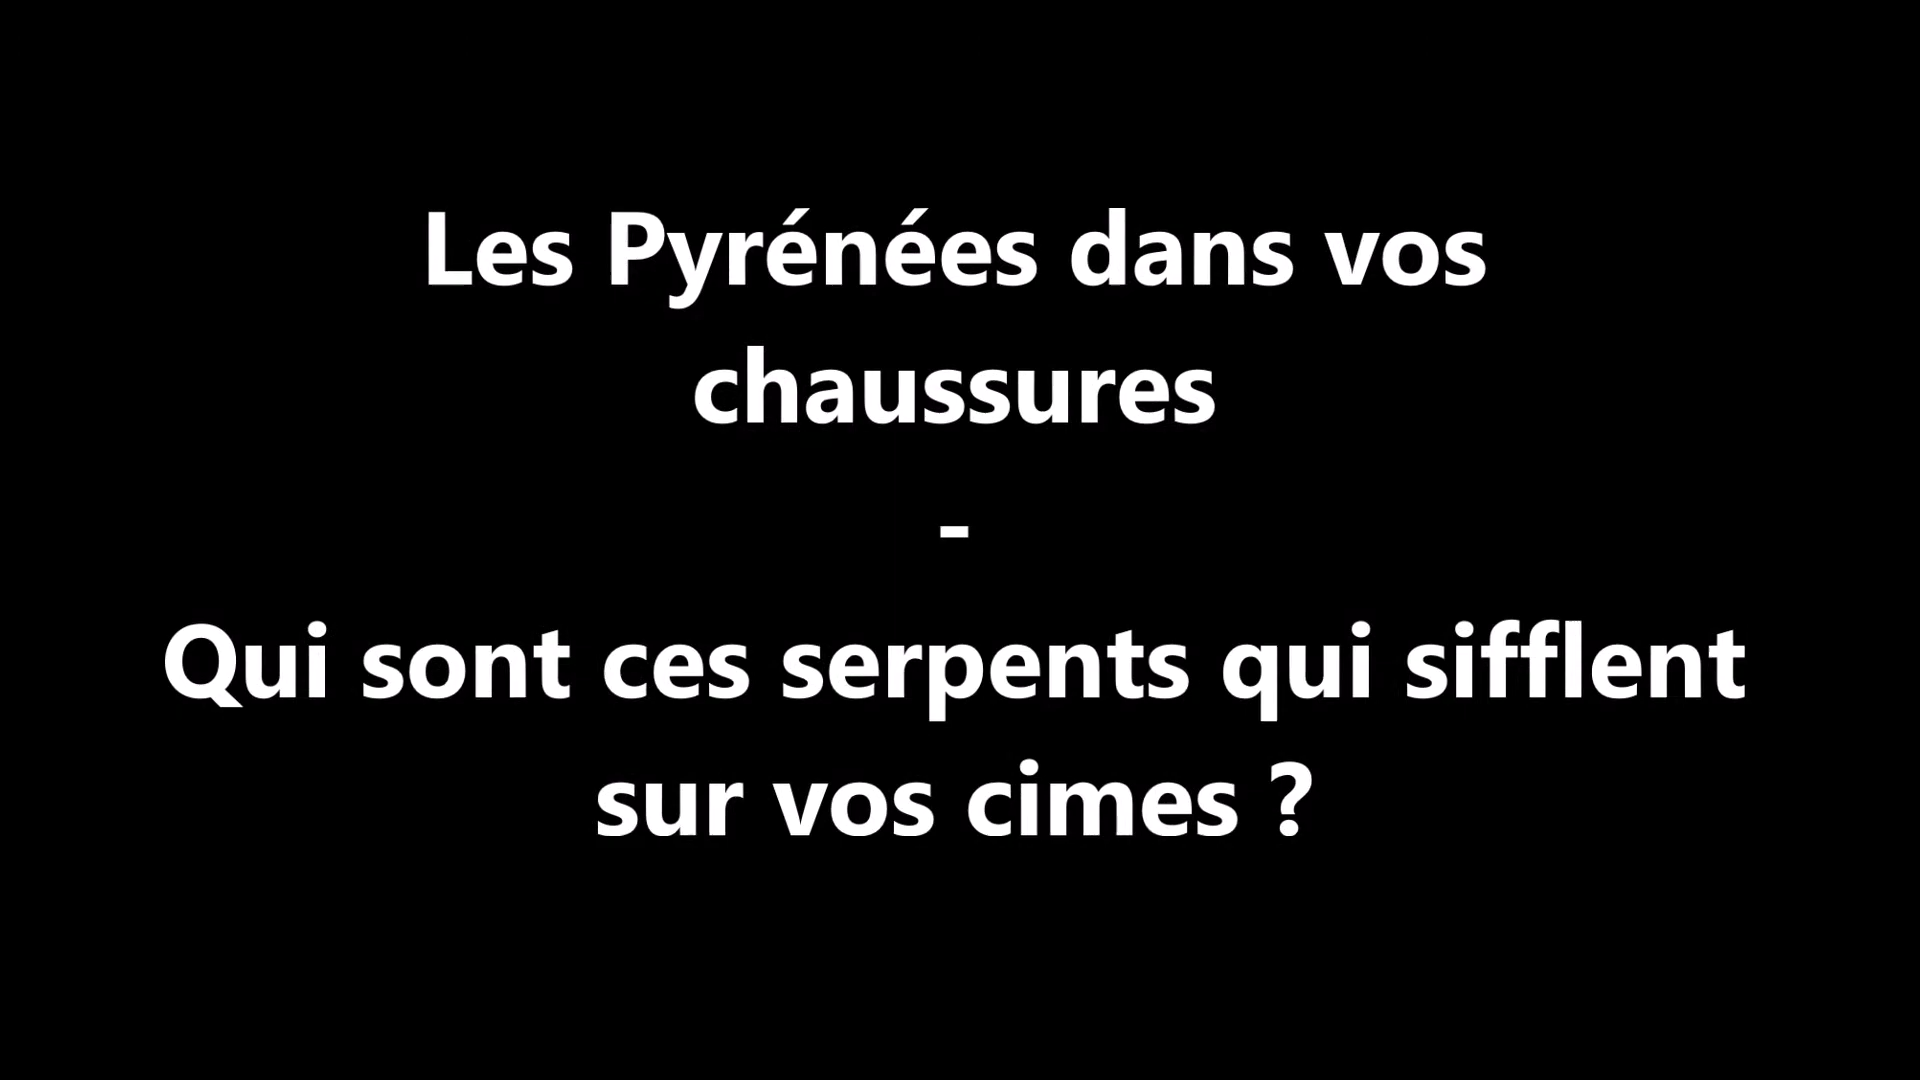 Les Pyrénées dans vos
chaussures
-
Qui sont ces serpents qui sifflent
sur vos cimes ?